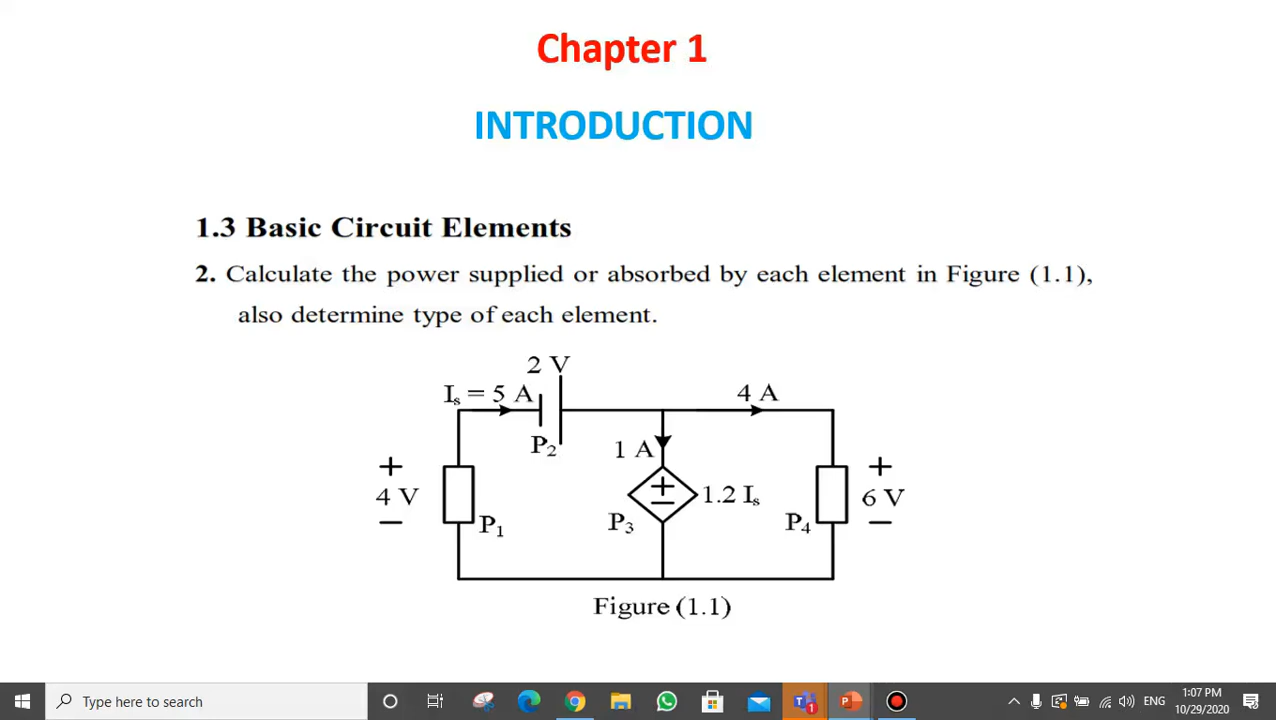 Chapter 1
INTRODUCTION
1.3 Basic Circuit Elements
2. Calculate the power supplied or absorbed by each element in Figure (1.1),
also determine type of each element.
2 V
Iₛ = 5 A
4 A
P₂
1 A
+
4 V
−
P₁
+
−
1.2 Iₛ
P₃
P₄
+
6 V
−
Figure (1.1)
Type here to search
1
ENG
1:07 PM
10/29/2020